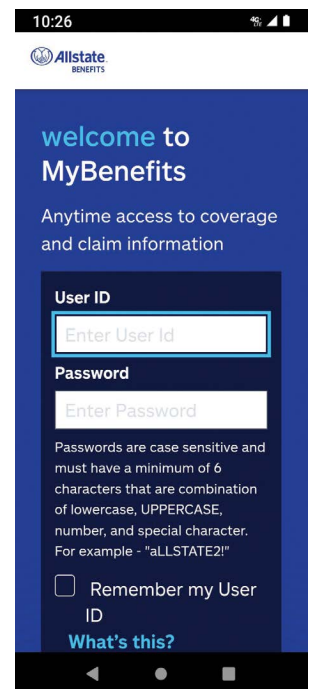 10:26
4G
LTE
Allstate
BENEFITS
welcome to
MyBenefits
Anytime access to coverage
and claim information
User ID
Enter User Id
Password
Enter Password
Passwords are case sensitive and
must have a minimum of 6
characters that are combination
of lowercase, UPPERCASE,
number, and special character.
For example - "aLLSTATE2!"
Remember my User
ID
What's this?